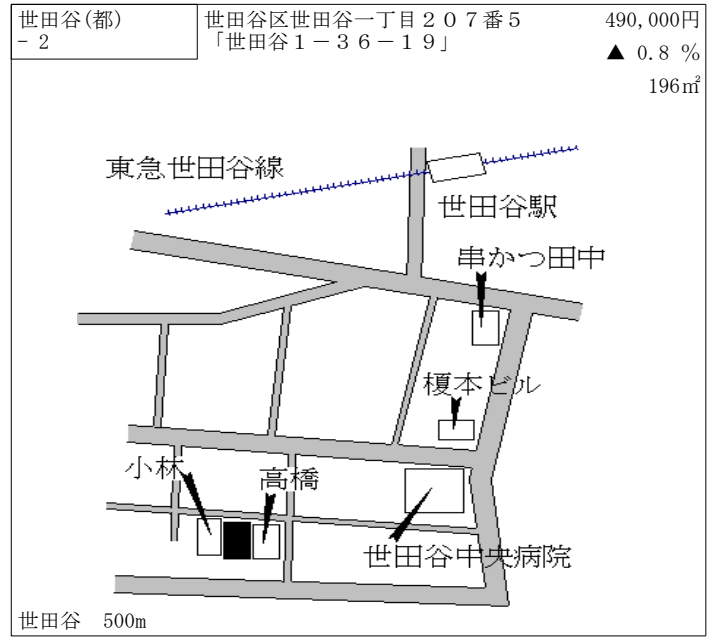 世田谷(都)
－２
世田谷区世田谷一丁目２０７番５
「世田谷１－３６－１９」
490,000円
▲ 0.8 %
196㎡
東急世田谷線
世田谷駅
串かつ田中
榎本ビル
小林
高橋
世田谷中央病院
世田谷　500m